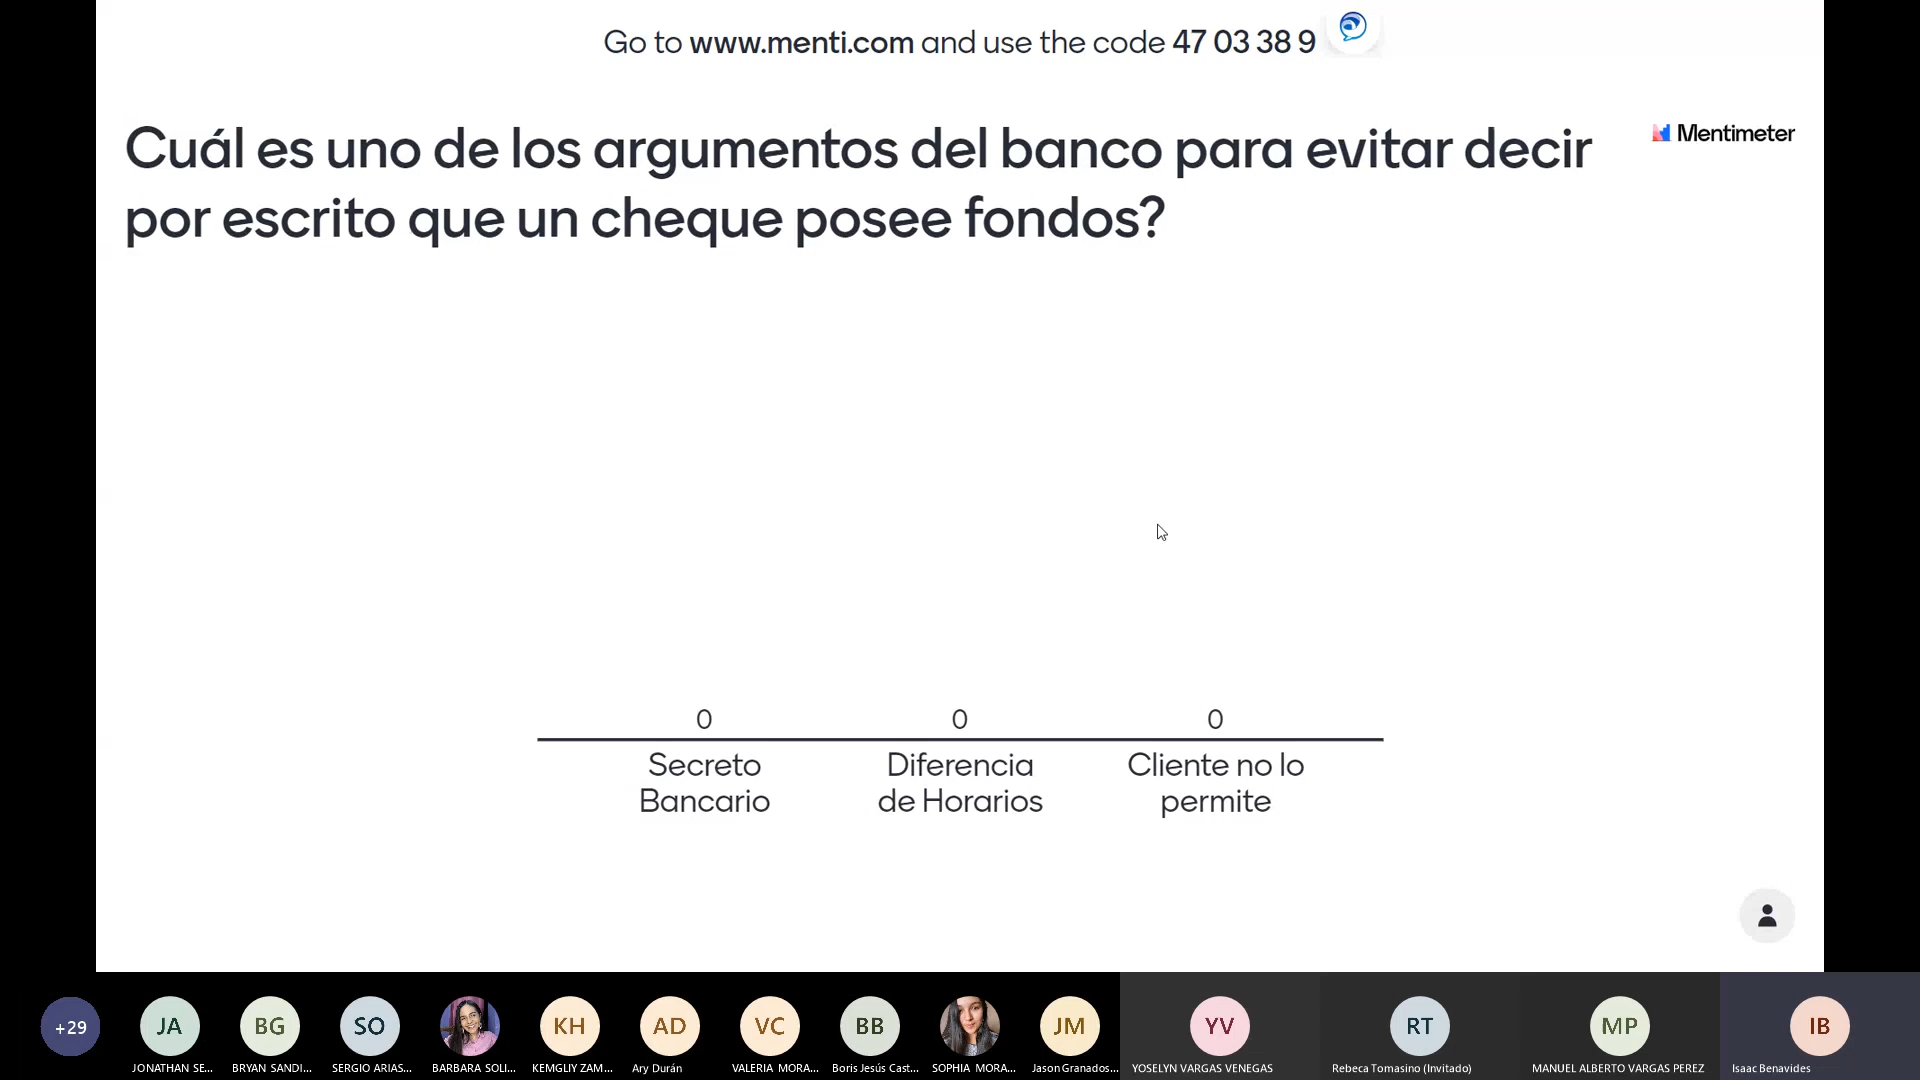 Go to www.menti.com and use the code 47 03 38 9
Mentimeter
Cuál es uno de los argumentos del banco para evitar decir
por escrito que un cheque posee fondos?
0
0
0
Secreto
Bancario
Diferencia
de Horarios
Cliente no lo
permite
+29
JA
BG
SO
KH
AD
VC
BB
JM
YV
RT
MP
IB
JONATHAN SE...
BRYAN SANDI...
SERGIO ARIAS...
BARBARA SOLI...
KEMGLIY ZAM...
Ary Durán
VALERIA MORA...
Boris Jesús Cast...
SOPHIA MORA...
Jason Granados...
YOSELYN VARGAS VENEGAS
Rebeca Tomasino (Invitado)
MANUEL ALBERTO VARGAS PEREZ
Isaac Benavides